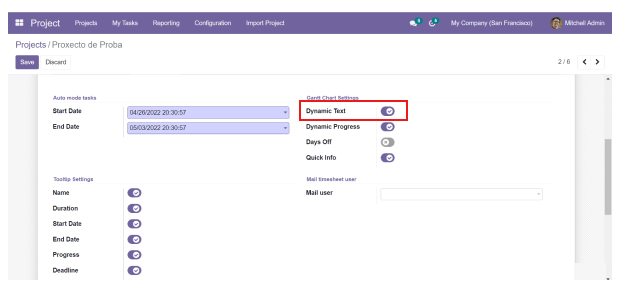 Project Projects My Tasks Reporting Configuration Import Project My Company (San Francisco) Mitchell Admin
Projects / Proxecto de Proba
Save Discard 2 / 6
Auto mode tasks
Start Date 04/26/2022 20:30:57
End Date 05/03/2022 20:30:57
Gantt Chart Settings
Dynamic Text
Dynamic Progress
Days Off
Quick Info
Tooltip Settings
Name
Duration
Start Date
End Date
Progress
Deadline
Mail timesheet user
Mail user